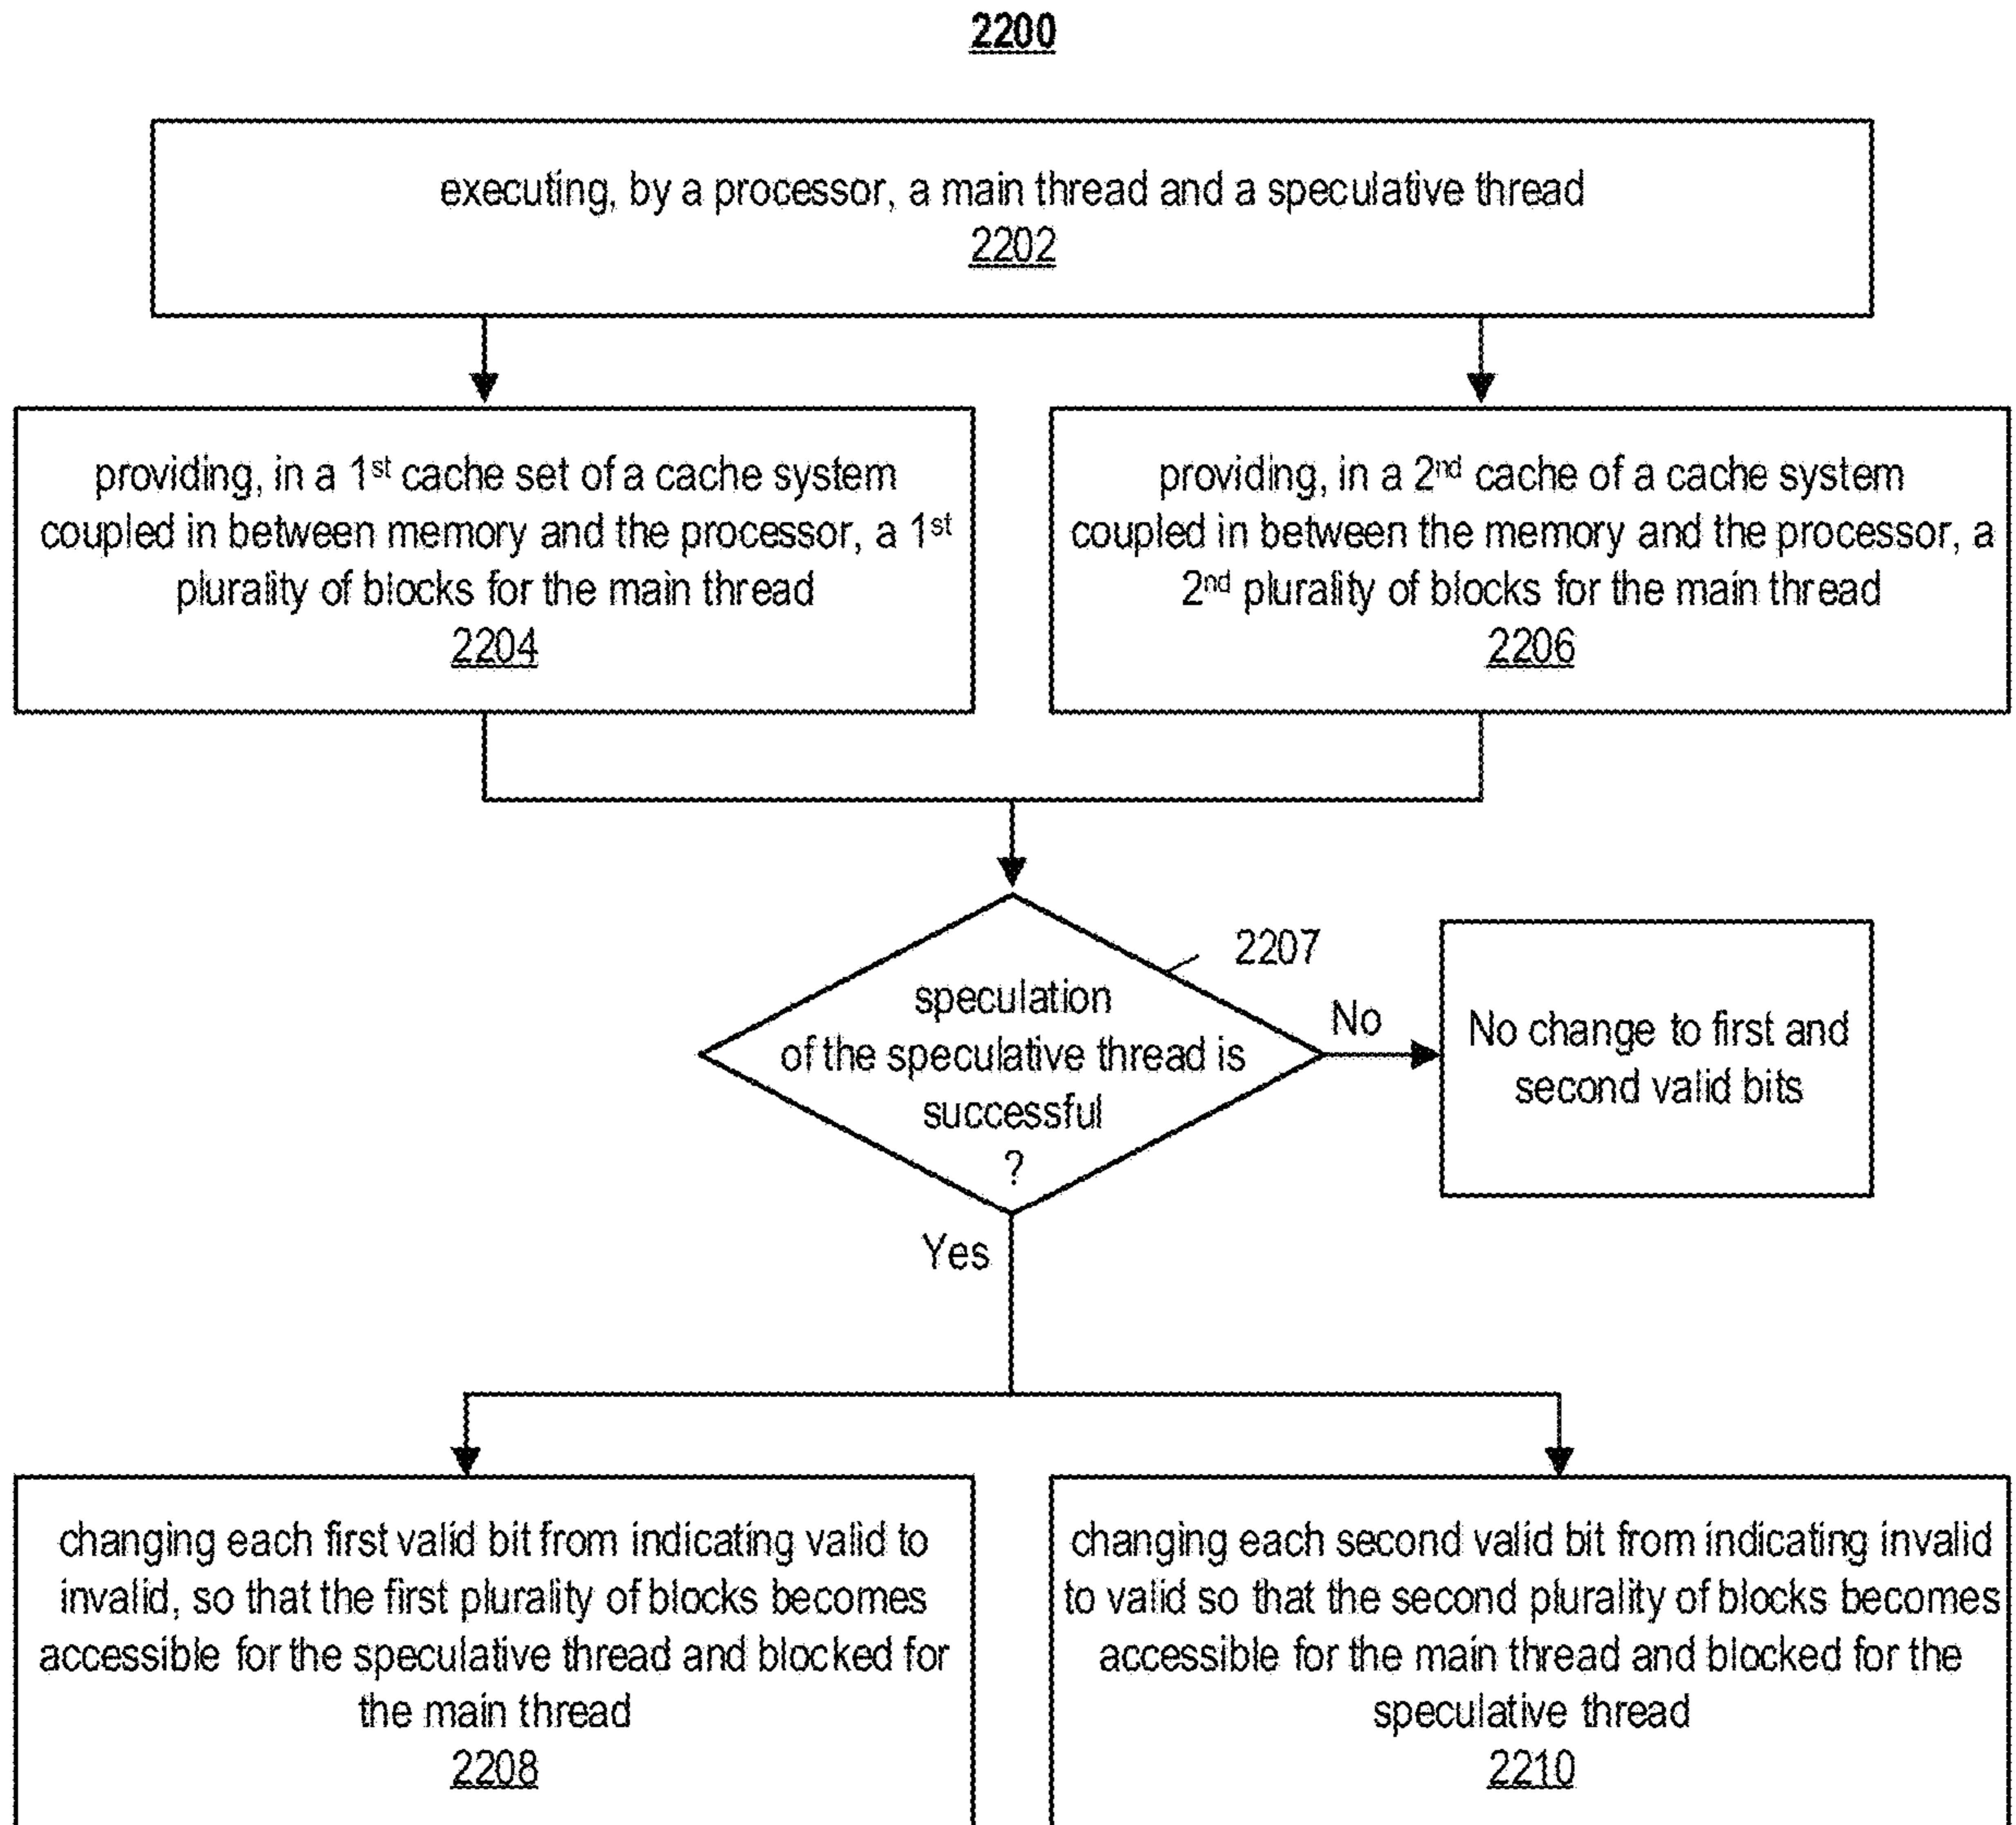 2200
executing, by a processor, a main thread and a speculative thread
2202
providing, in a 1st cache set of a cache system
coupled in between memory and the processor, a 1st
plurality of blocks for the main thread
2204
providing, in a 2nd cache of a cache system
coupled in between the memory and the processor, a
2nd plurality of blocks for the main thread
2206
2207
speculation
of the speculative thread is
successful
?
No
No change to first and
second valid bits
Yes
changing each first valid bit from indicating valid to
invalid, so that the first plurality of blocks becomes
accessible for the speculative thread and blocked for
the main thread
2208
changing each second valid bit from indicating invalid
to valid so that the second plurality of blocks becomes
accessible for the main thread and blocked for the
speculative thread
2210